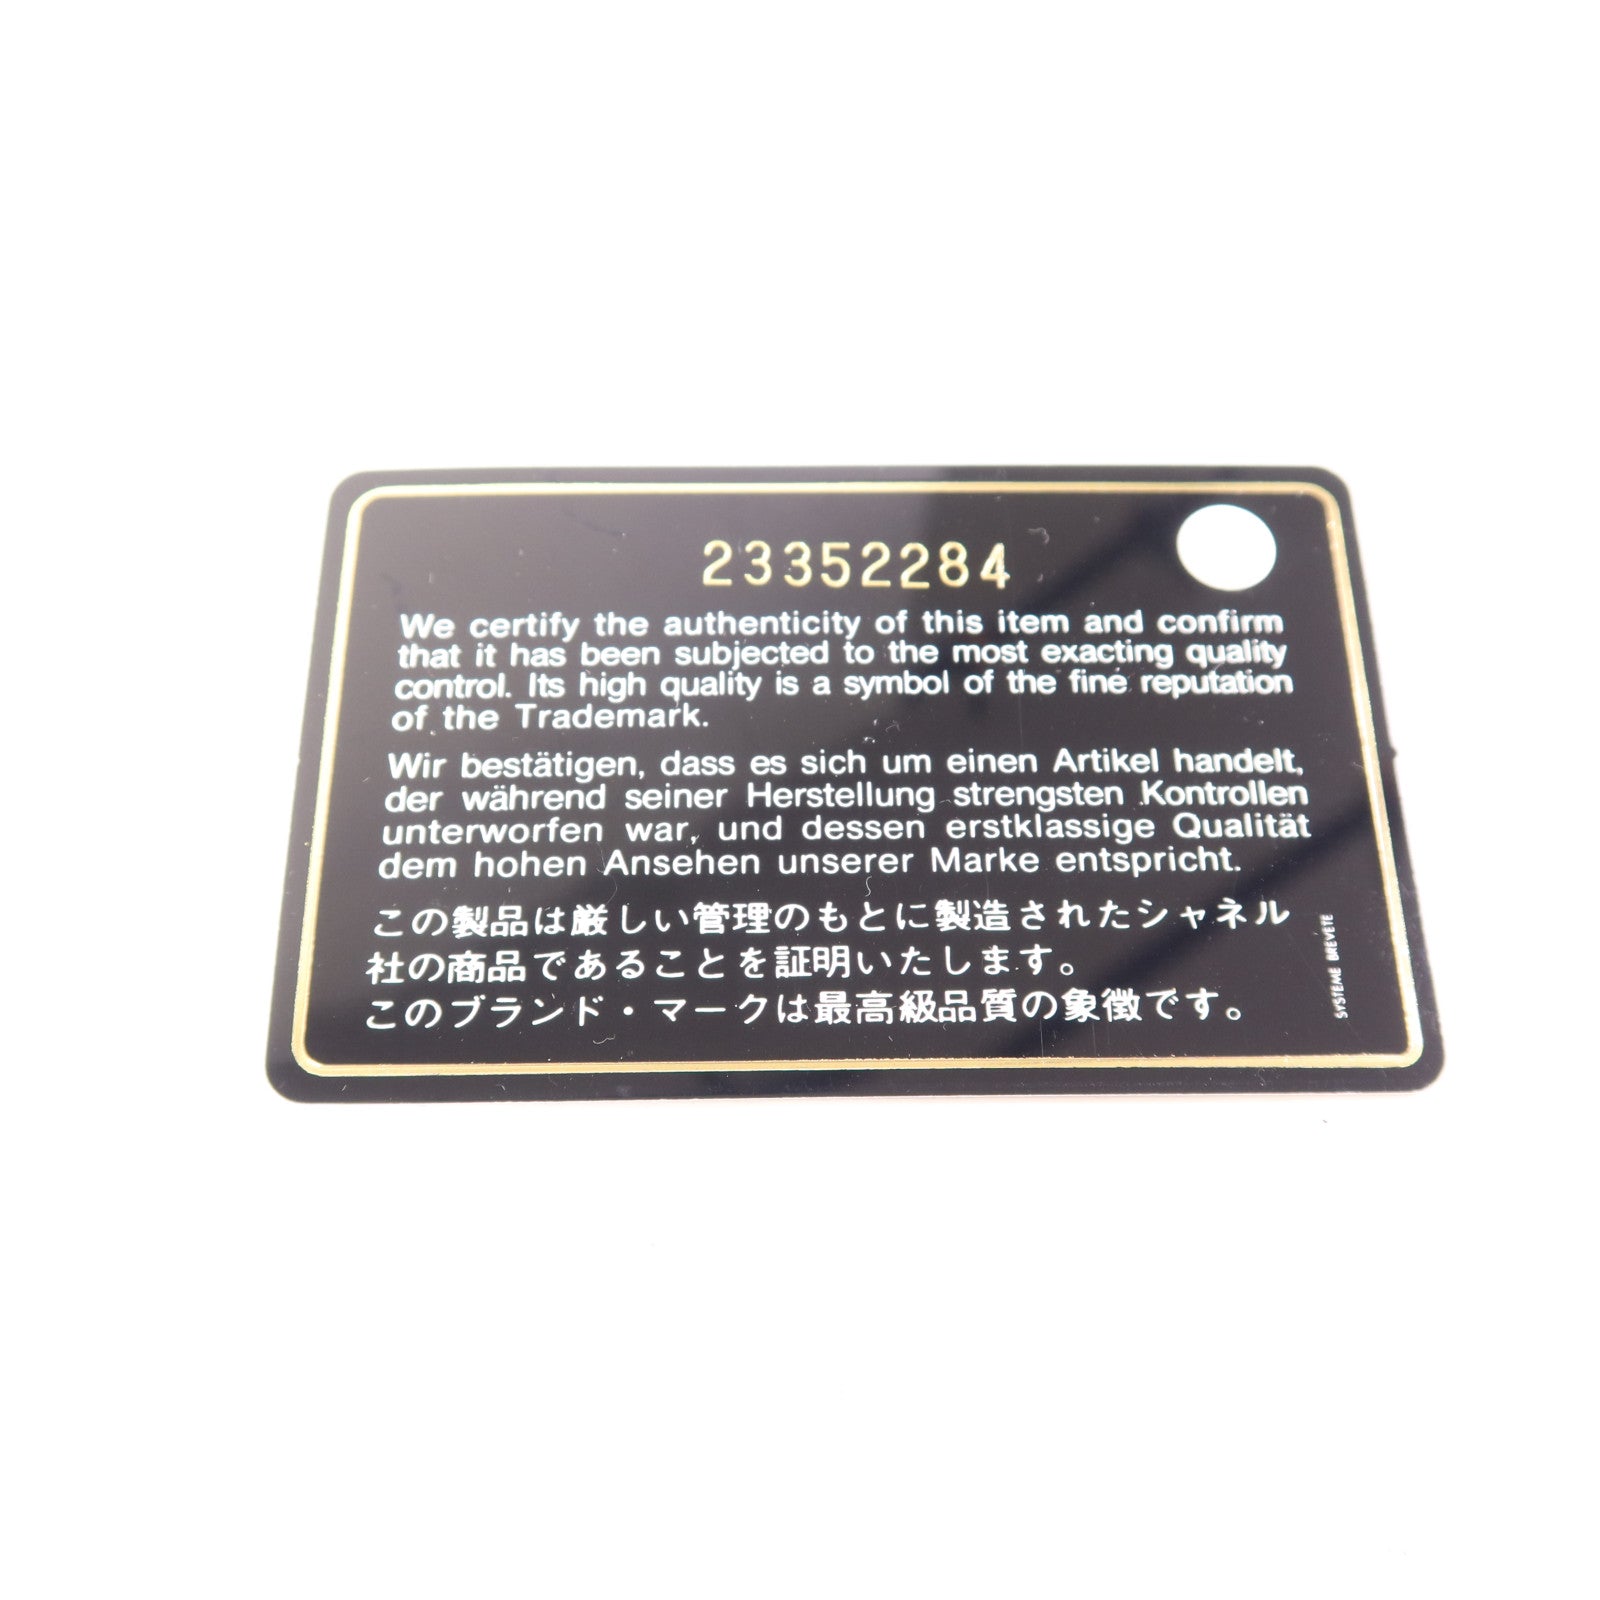 23352284
We certify the authenticity of this item and confirm
that it has been subjected to the most exacting quality
control. Its high quality is a symbol of the fine reputation
of the Trademark.
Wir bestätigen, dass es sich um einen Artikel handelt,
der während seiner Herstellung strengsten Kontrollen
unterworfen war, und dessen erstklassige Qualität
dem hohen Ansehen unserer Marke entspricht.
この製品は厳しい管理のもとに製造されたシャネル
社の商品であることを証明いたします。
このブランド・マークは最高級品質の象徴です。
SYSTEME BREVETE